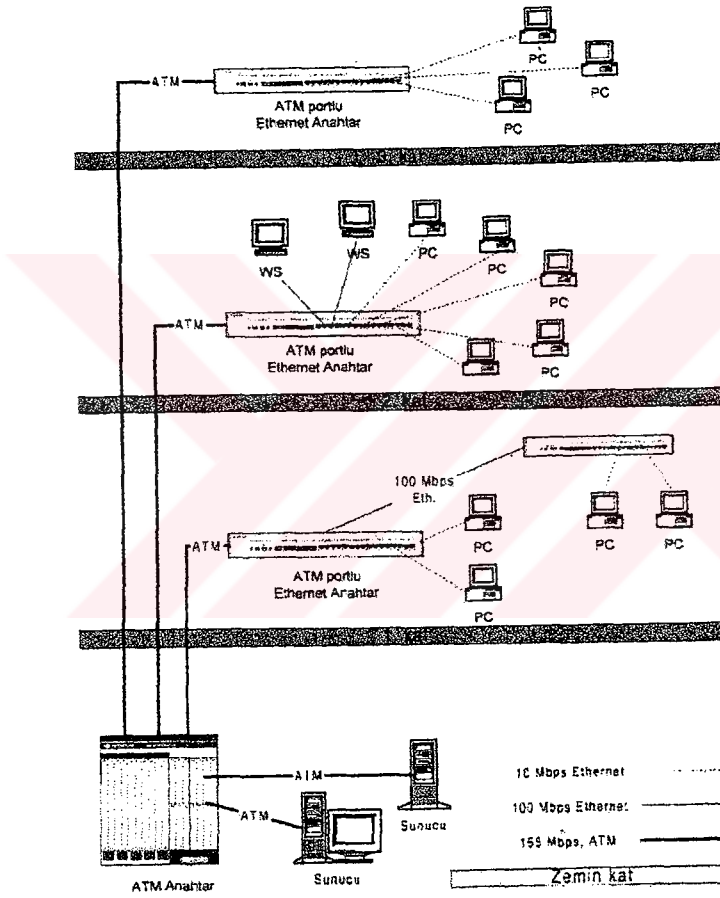 PC
PC
PC
ATM
ATM portlu
Ethernet Anahtar
WS
WS
PC
PC
PC
PC
ATM
ATM portlu
Ethernet Anahtar
100 Mbps
Eth.
PC
PC
PC
PC
ATM
ATM portlu
Ethernet Anahtar
ATM
ATM
Sunucu
Sunucu
ATM Anahtar
10 Mbps Ethernet
100 Mbps Ethernet
155 Mbps, ATM
Zemin kat